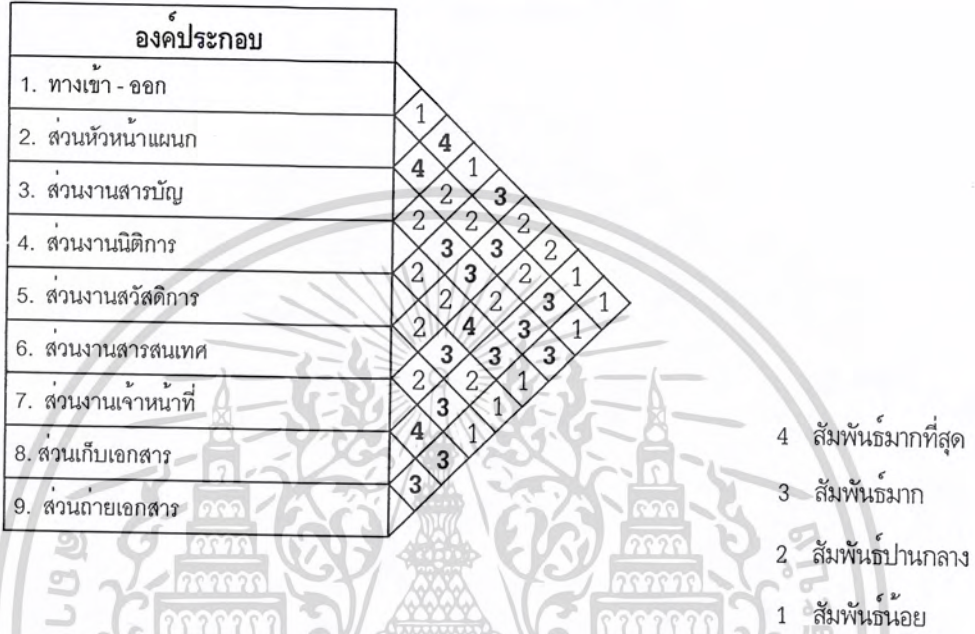 องค์ประกอบ
1. ทางเข้า - ออก
2. ส่วนหัวหน้าแผนก
3. ส่วนงานสารบัญ
4. ส่วนงานนิติการ
5. ส่วนงานสวัสดิการ
6. ส่วนงานสารสนเทศ
7. ส่วนงานเจ้าหน้าที่
8. ส่วนเก็บเอกสาร
9. ส่วนถ่ายเอกสาร
1
4
4 1
2 3
2 2 2
3 3 2
2 3 2 1
2 2 3 1
2 4 3 1
3 3 3
2 2 1
3 1
4 1
3
3
4 สัมพันธ์มากที่สุด
3 สัมพันธ์มาก
2 สัมพันธ์ปานกลาง
1 สัมพันธ์น้อย